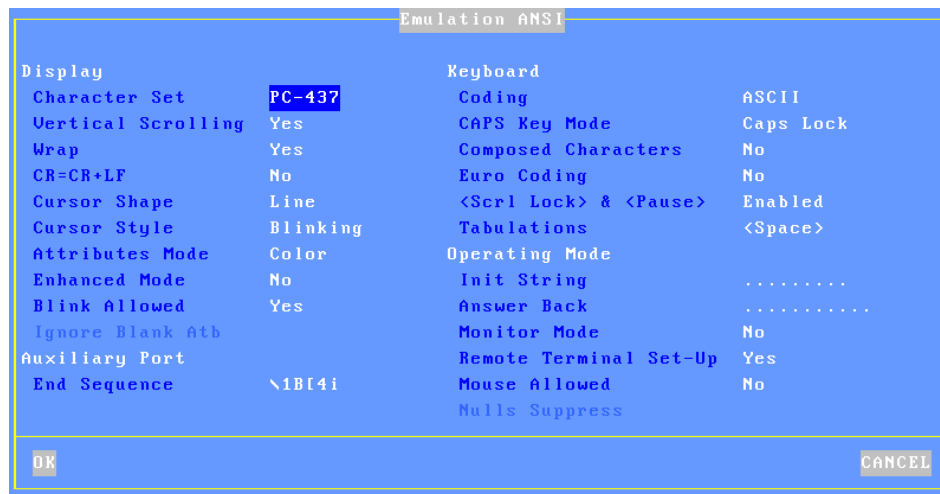 Emulation ANSI
Display
Character Set PC-437
Vertical Scrolling Yes
Wrap Yes
CR=CR+LF No
Cursor Shape Line
Cursor Style Blinking
Attributes Mode Color
Enhanced Mode No
Blink Allowed Yes
Ignore Blank Atb
Auxiliary Port
End Sequence \1B[4i
Keyboard
Coding ASCII
CAPS Key Mode Caps Lock
Composed Characters No
Euro Coding No
<Scrl Lock> & <Pause> Enabled
Tabulations <Space>
Operating Mode
Init String .........
Answer Back ...........
Monitor Mode No
Remote Terminal Set-Up Yes
Mouse Allowed No
Nulls Suppress
OK CANCEL